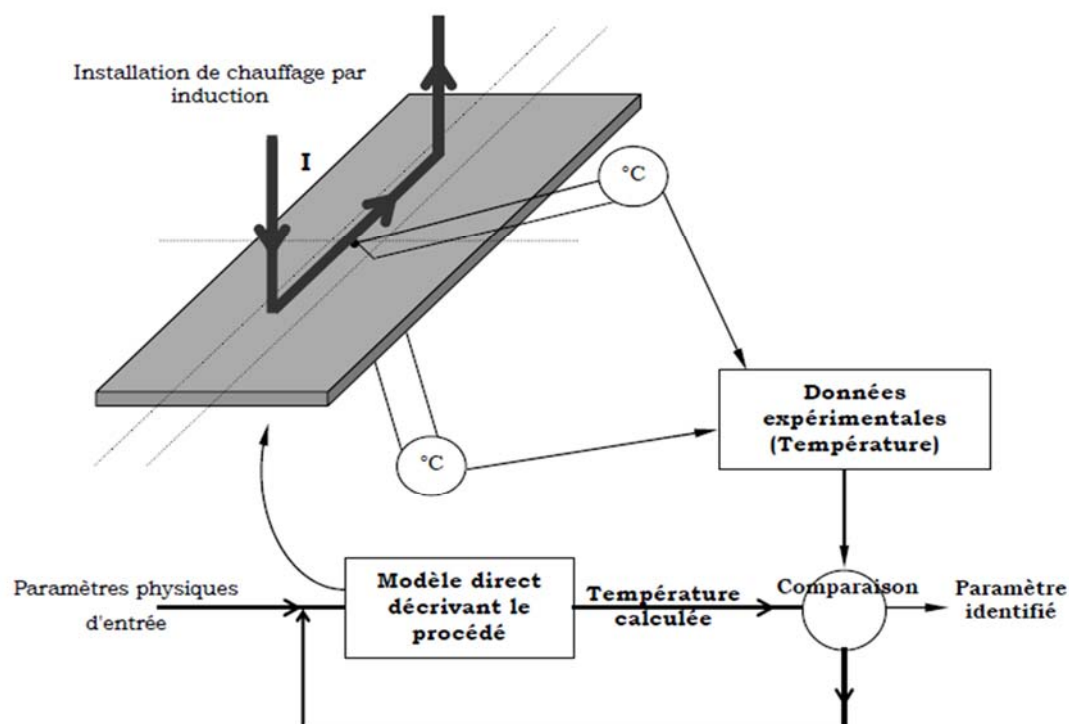 Installation de chauffage par
induction
I
°C
Données
expérimentales
(Température)
°C
Paramètres physiques
d'entrée
Modèle direct
décrivant le
procédé
Température
calculée
Comparaison
Paramètre
identifié